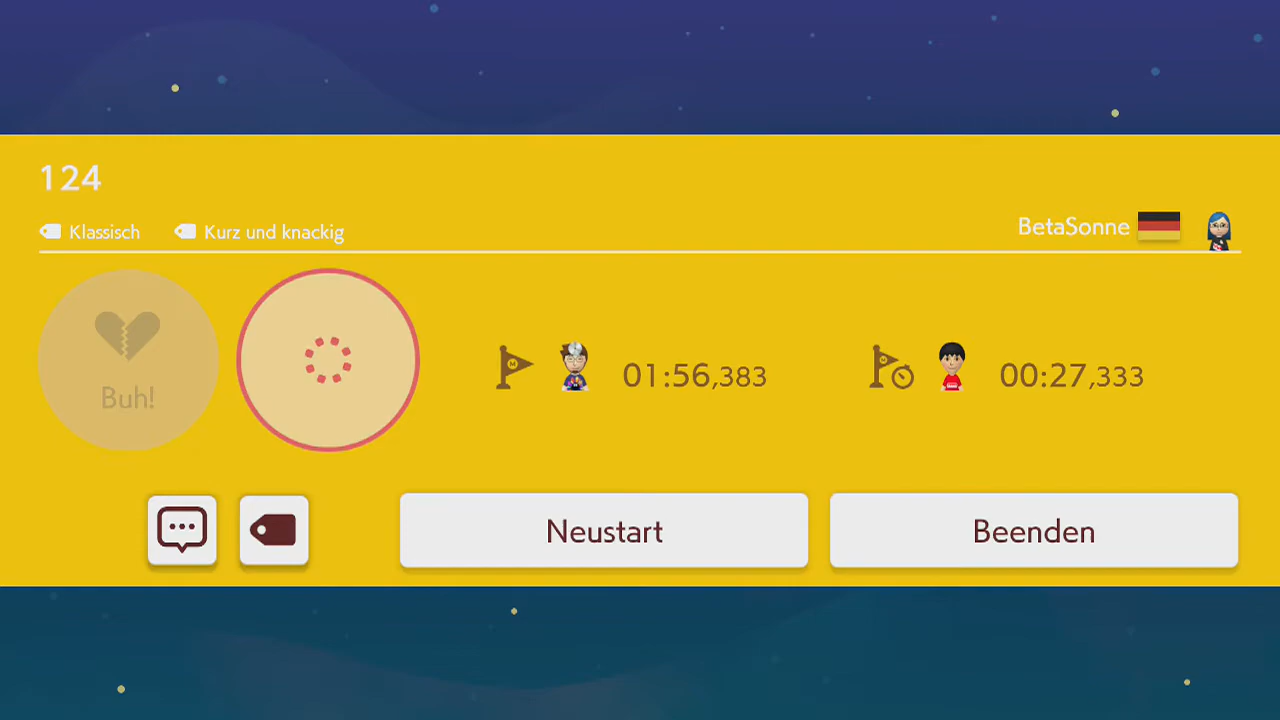 124
Klassisch Kurz und knackig
BetaSonne
Buh!
M 01:56,383
M 00:27,333
Neustart
Beenden